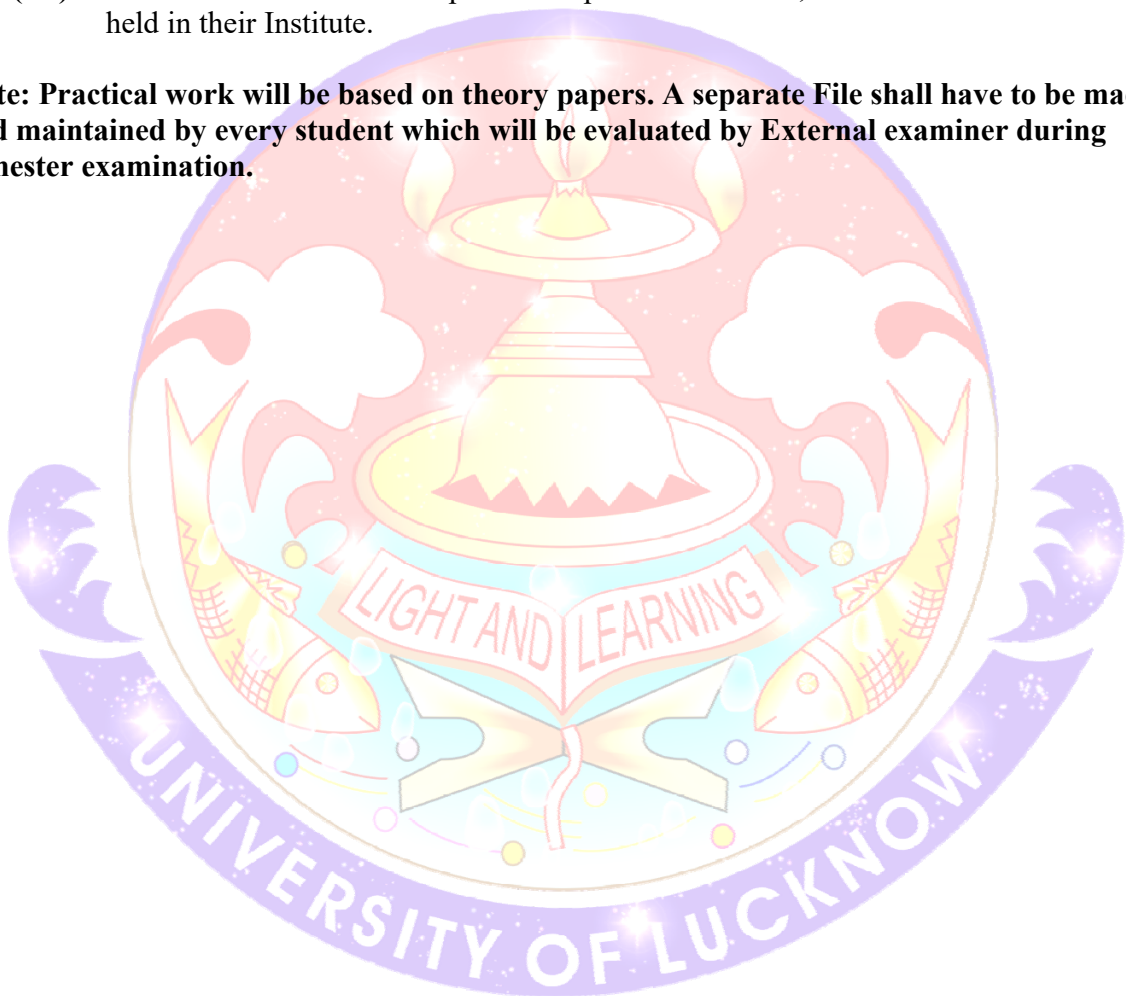 held in their Institute.
te: Practical work will be based on theory papers. A separate File shall have to be ma
d maintained by every student which will be evaluated by External examiner during
nester examination.
LIGHT AND LEARNING
UNIVERSITY OF LUCKNOW